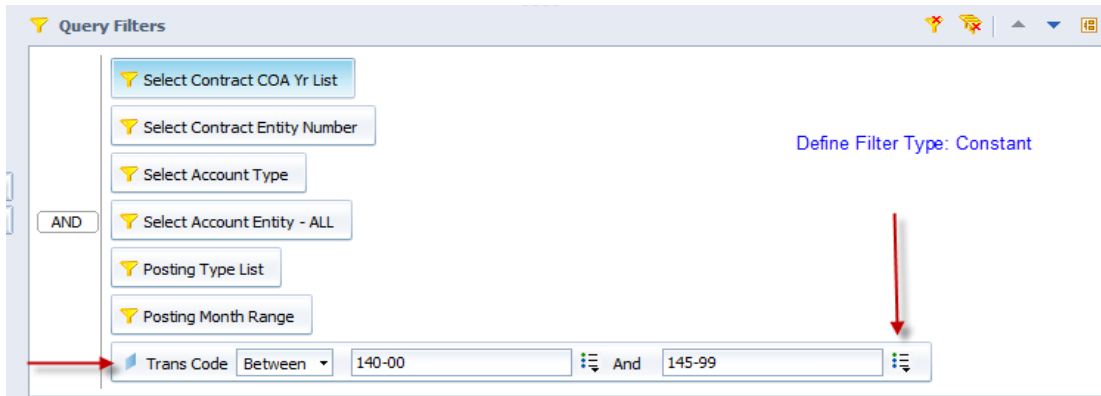 Query Filters
Select Contract COA Yr List
Select Contract Entity Number
Define Filter Type: Constant
Select Account Type
AND
Select Account Entity - ALL
Posting Type List
Posting Month Range
Trans Code Between 140-00 And 145-99